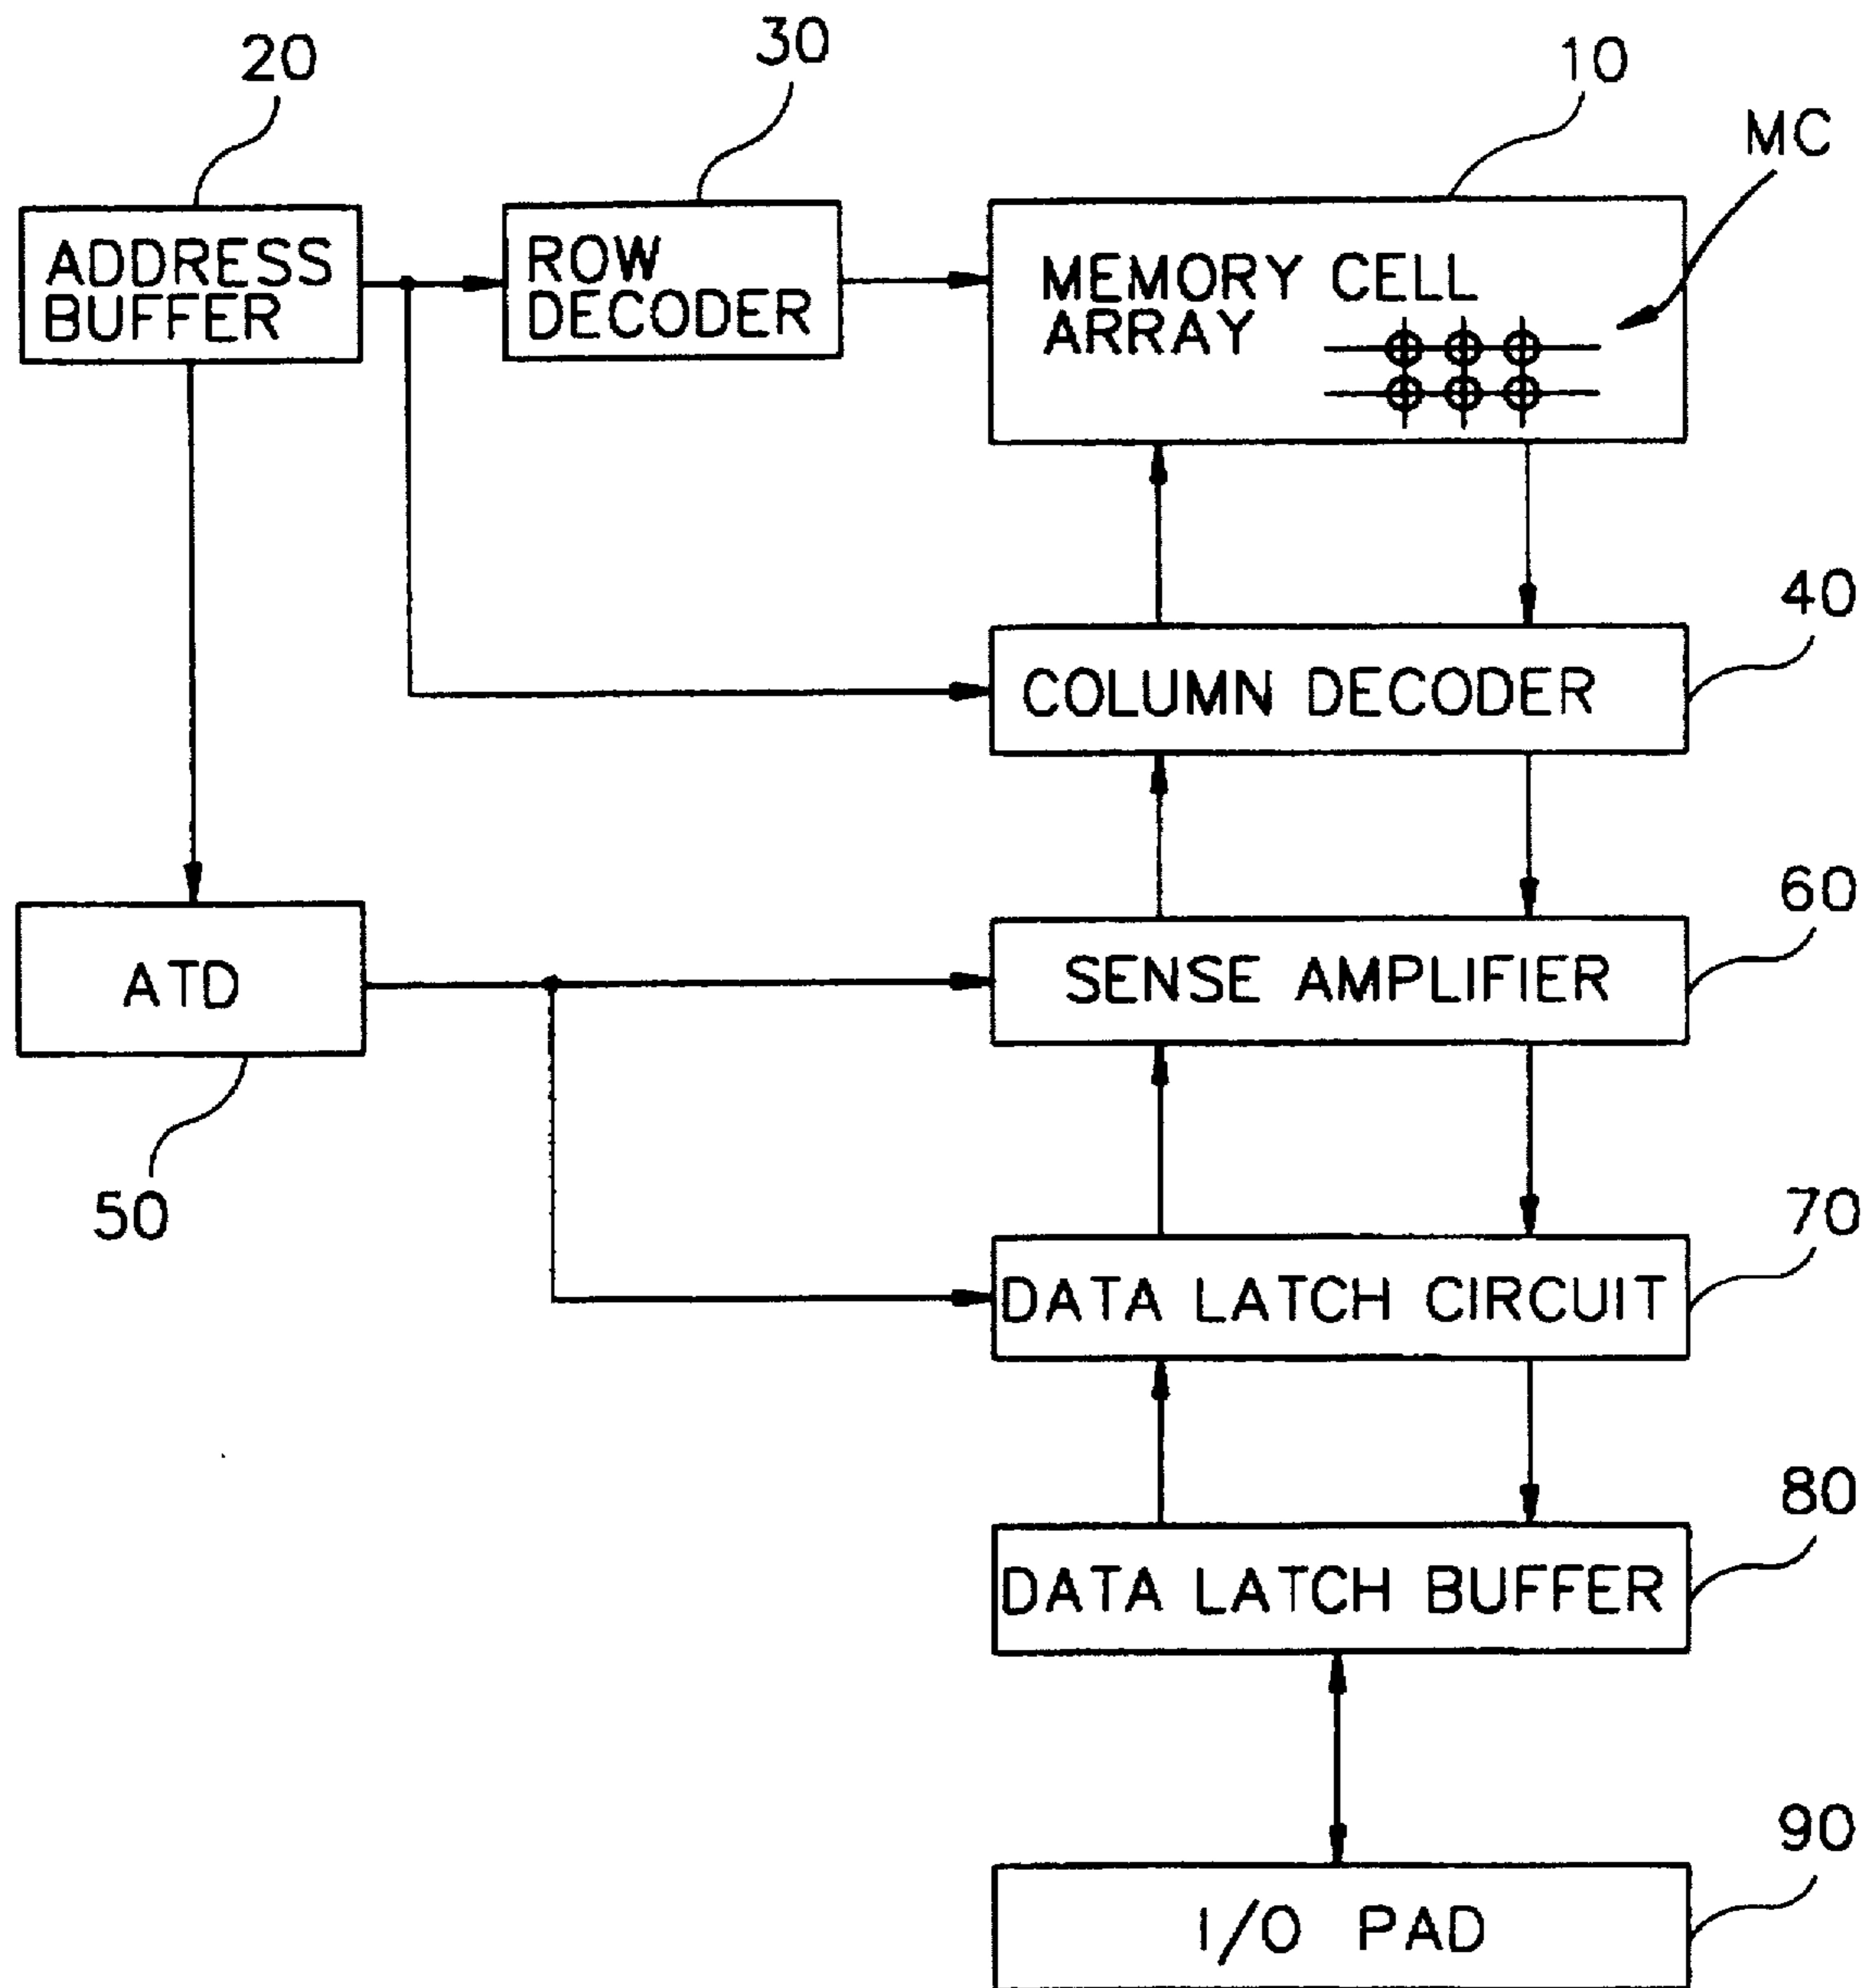 20
30
10
MC
ADDRESS
BUFFER
ROW
DECODER
MEMORY CELL
ARRAY
40
COLUMN DECODER
60
ATD
SENSE AMPLIFIER
50
70
DATA LATCH CIRCUIT
80
DATA LATCH BUFFER
90
I/O PAD